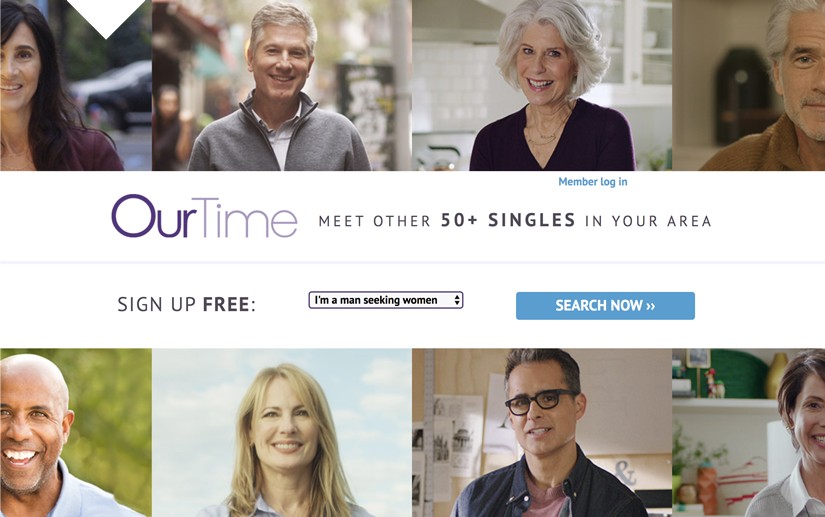 Member log in
OurTime MEET OTHER 50+ SINGLES IN YOUR AREA
SIGN UP FREE: I'm a man seeking women SEARCH NOW ››
&